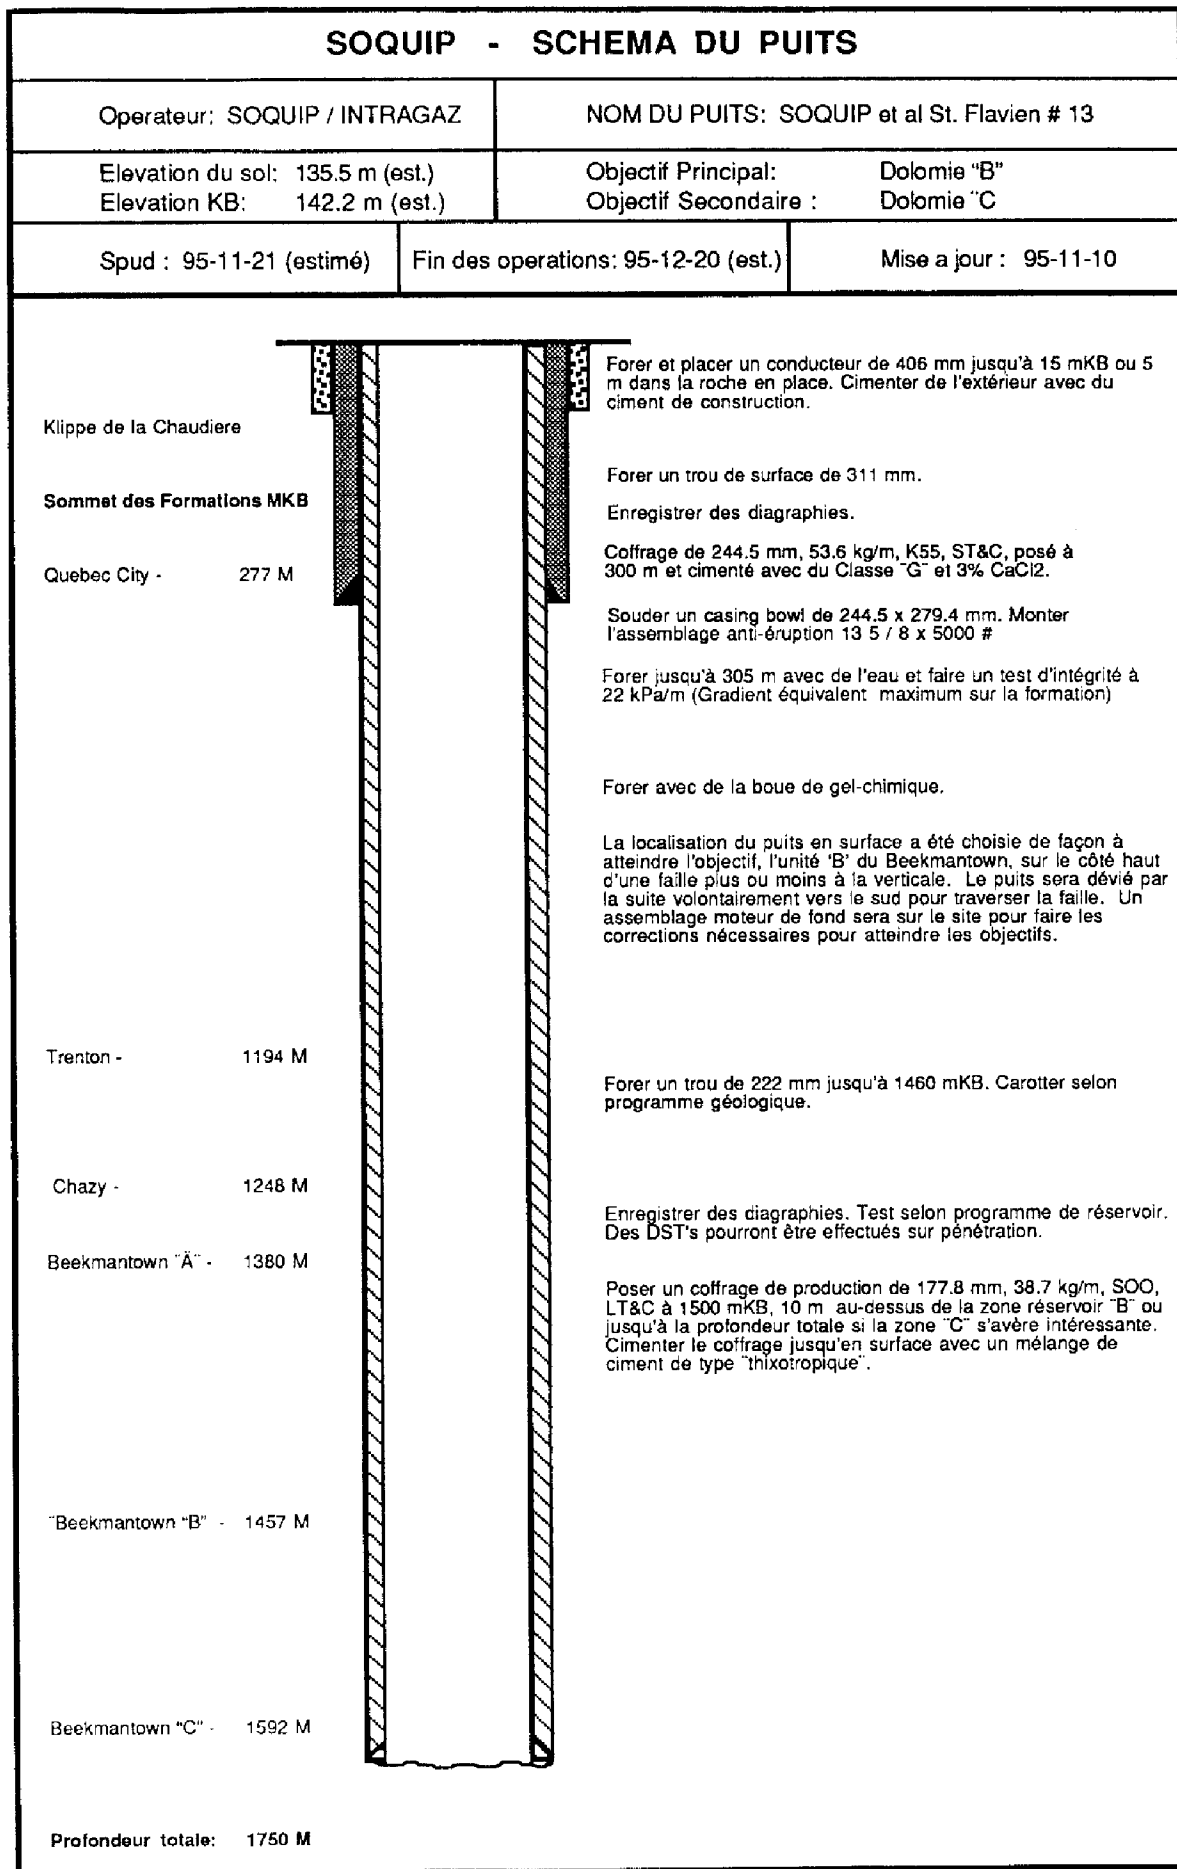 SOQUIP - SCHEMA DU PUITS
Operateur: SOQUIP / INTRAGAZ
NOM DU PUITS: SOQUIP et al St. Flavien # 13
Elevation du sol: 135.5 m (est.)
Elevation KB: 142.2 m (est.)
Objectif Principal: Dolomie "B"
Objectif Secondaire : Dolomie ¨C
Spud : 95-11-21 (estimé)
Fin des operations: 95-12-20 (est.)
Mise a jour : 95-11-10
Forer et placer un conducteur de 406 mm jusqu'à 15 mKB ou 5
m dans la roche en place. Cimenter de l'extérieur avec du
ciment de construction.
Klippe de la Chaudiere
Forer un trou de surface de 311 mm.
Sommet des Formations MKB
Enregistrer des diagraphies.
Coffrage de 244.5 mm, 53.6 kg/m, K55, ST&C, posé à
300 m et cimenté avec du Classe ¨G¨ et 3% CaCl2.
Quebec City - 277 M
Souder un casing bowl de 244.5 x 279.4 mm. Monter
l'assemblage anti-éruption 13 5 / 8 x 5000 #
Forer jusqu'à 305 m avec de l'eau et faire un test d'intégrité à
22 kPa/m (Gradient équivalent maximum sur la formation)
Forer avec de la boue de gel-chimique.
La localisation du puits en surface a été choisie de façon à
atteindre l'objectif, l'unité 'B' du Beekmantown, sur le côté haut
d'une faille plus ou moins à la verticale. Le puits sera dévié par
la suite volontairement vers le sud pour traverser la faille. Un
assemblage moteur de fond sera sur le site pour faire les
corrections nécessaires pour atteindre les objectifs.
Trenton - 1194 M
Forer un trou de 222 mm jusqu'à 1460 mKB. Carotter selon
programme géologique.
Chazy - 1248 M
Enregistrer des diagraphies. Test selon programme de réservoir.
Des DST's pourront être effectués sur pénétration.
Beekmantown ¨Ä¨ - 1380 M
Poser un coffrage de production de 177.8 mm, 38.7 kg/m, SOO,
LT&C à 1500 mKB, 10 m au-dessus de la zone réservoir ¨B¨ ou
jusqu'à la profondeur totale si la zone ¨C¨ s'avère intéressante.
Cimenter le coffrage jusqu'en surface avec un mélange de
ciment de type ¨thixotropique¨.
¨Beekmantown "B" - 1457 M
Beekmantown "C" - 1592 M
Profondeur totale: 1750 M